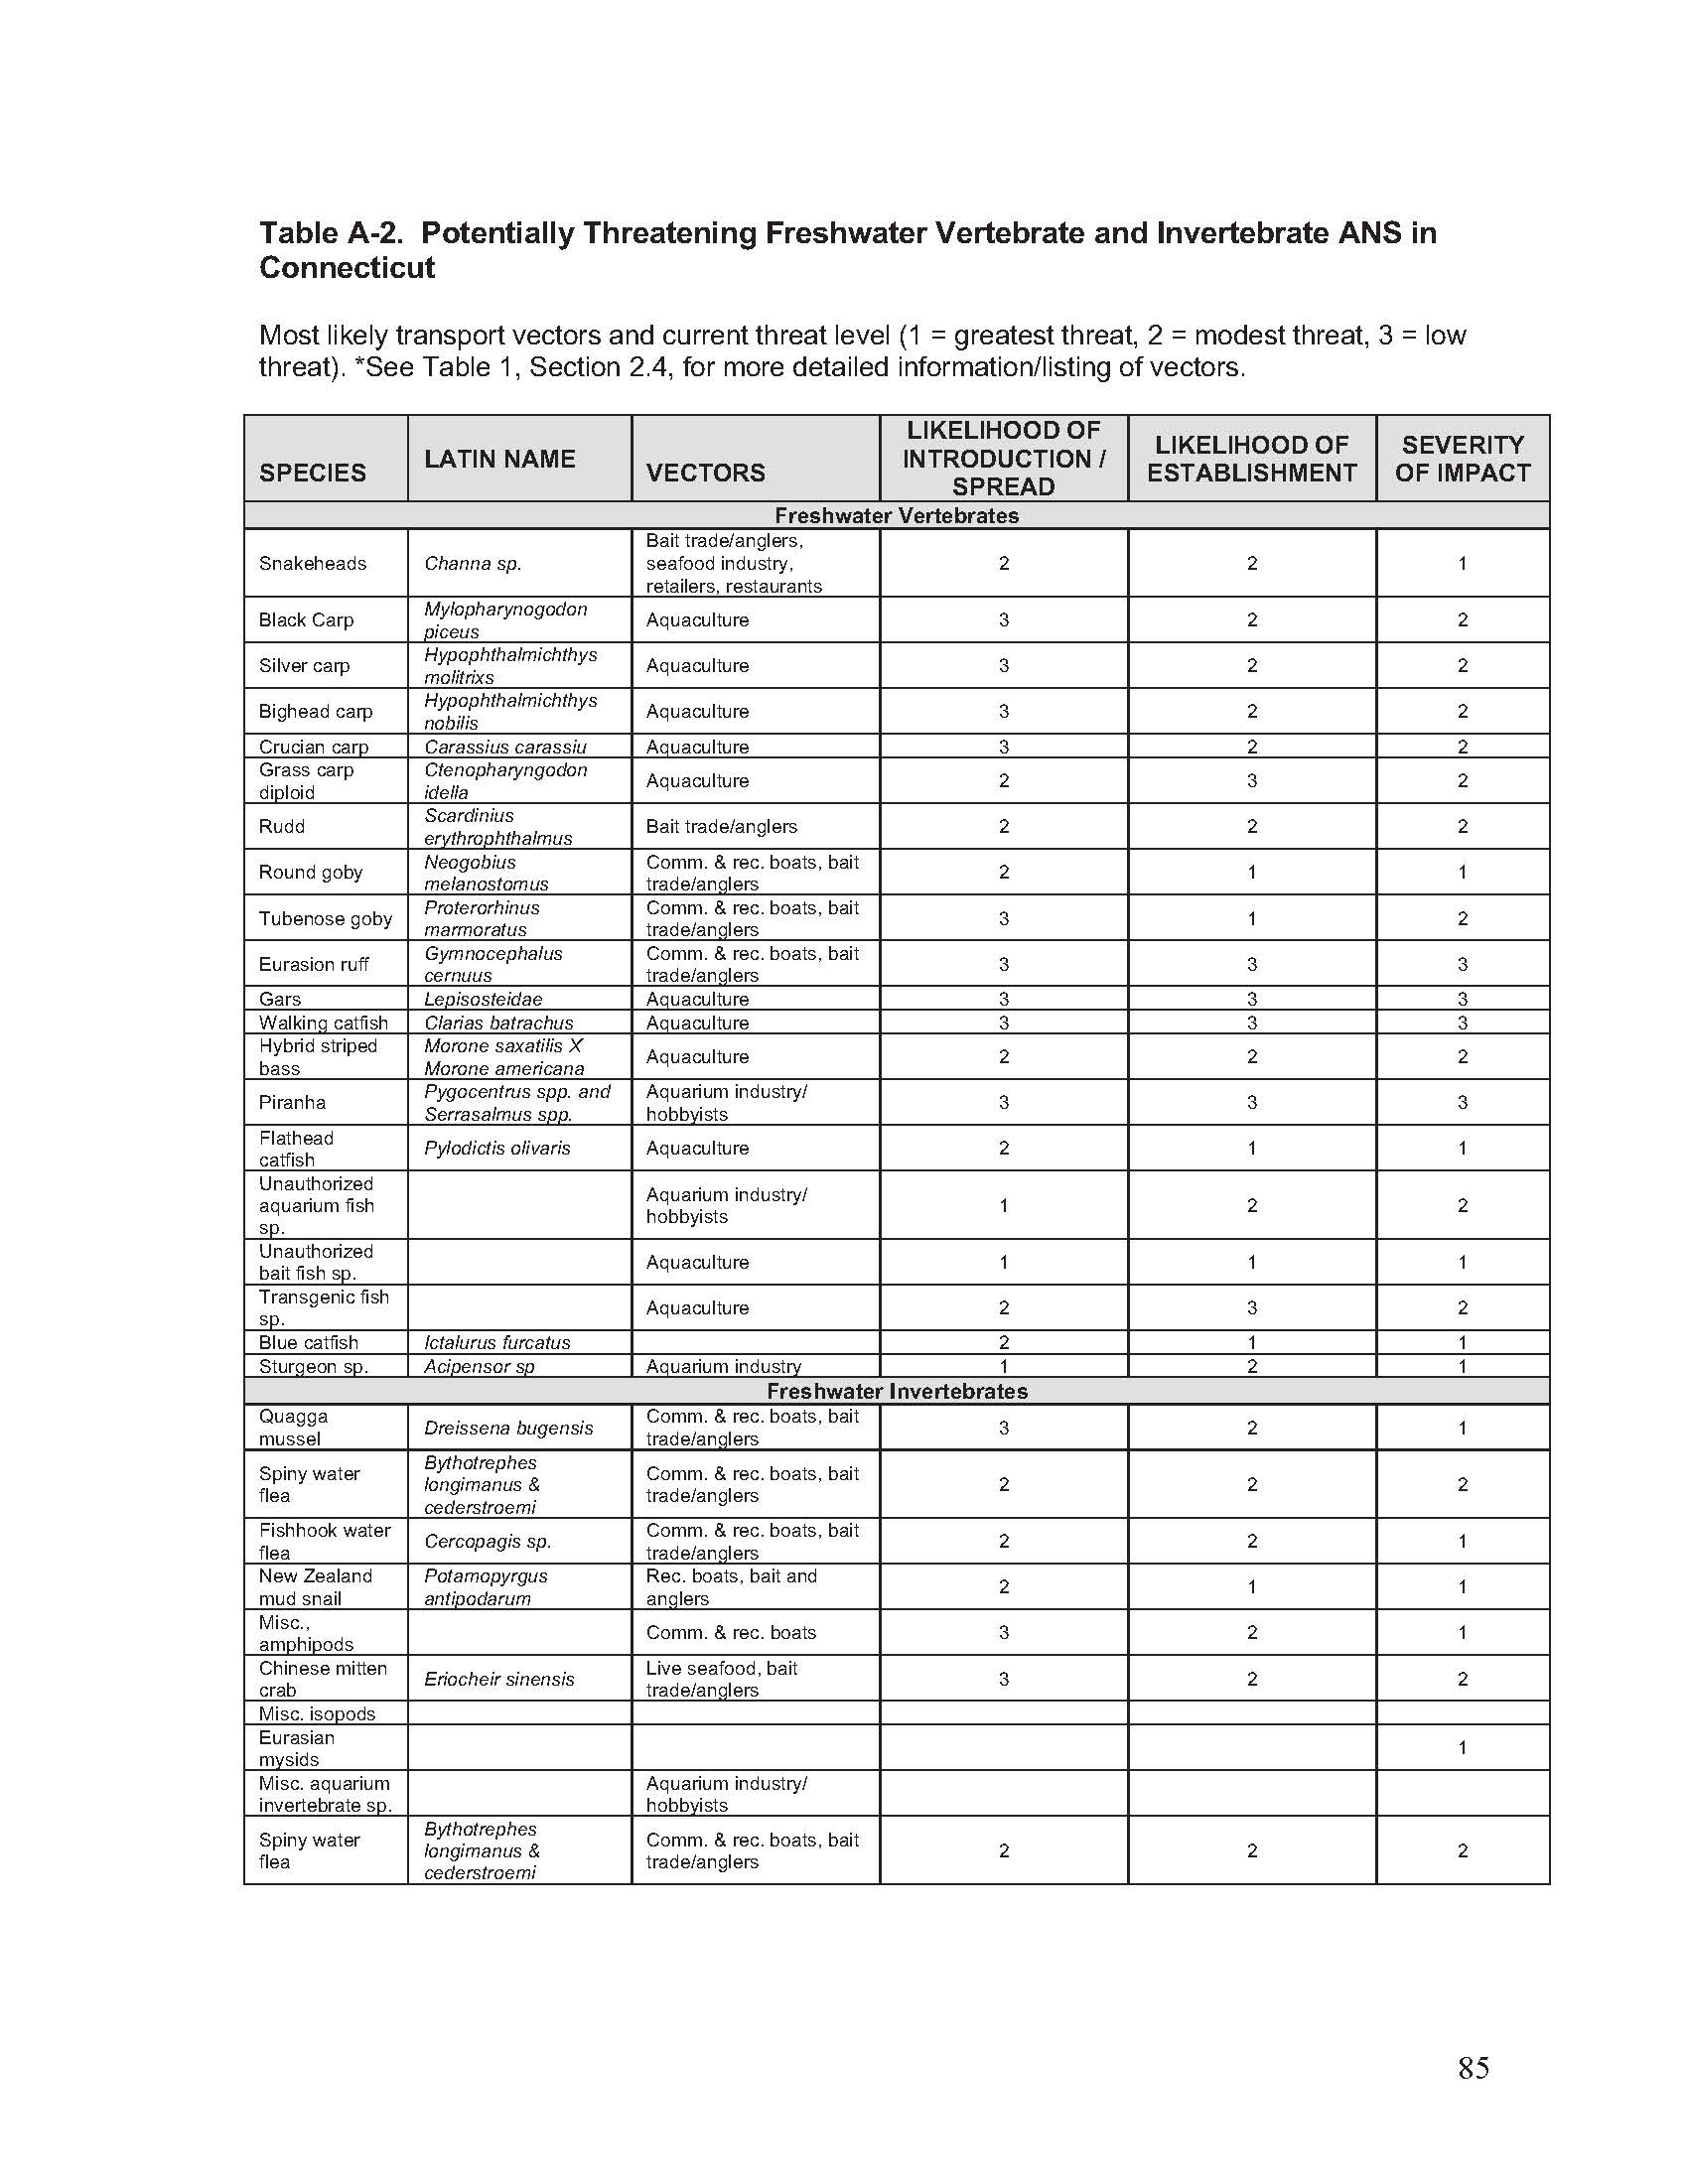 Table A-2.  Potentially Threatening Freshwater Vertebrate and Invertebrate ANS in
Connecticut
Most likely transport vectors and current threat level (1 = greatest threat, 2 = modest threat, 3 = low
threat). *See Table 1, Section 2.4, for more detailed information/listing of vectors.
SPECIES LATIN NAME VECTORS LIKELIHOOD OF INTRODUCTION / SPREAD LIKELIHOOD OF ESTABLISHMENT SEVERITY OF IMPACT
Freshwater Vertebrates
Snakeheads Channa sp. Bait trade/anglers, seafood industry, retailers, restaurants 2 2 1
Black Carp Mylopharynogodon piceus Aquaculture 3 2 2
Silver carp Hypophthalmichthys molitrixs Aquaculture 3 2 2
Bighead carp Hypophthalmichthys nobilis Aquaculture 3 2 2
Crucian carp Carassius carassiu Aquaculture 3 2 2
Grass carp diploid Ctenopharyngodon idella Aquaculture 2 3 2
Rudd Scardinius erythrophthalmus Bait trade/anglers 2 2 2
Round goby Neogobius melanostomus Comm. & rec. boats, bait trade/anglers 2 1 1
Tubenose goby Proterorhinus marmoratus Comm. & rec. boats, bait trade/anglers 3 1 2
Eurasion ruff Gymnocephalus cernuus Comm. & rec. boats, bait trade/anglers 3 3 3
Gars Lepisosteidae Aquaculture 3 3 3
Walking catfish Clarias batrachus Aquaculture 3 3 3
Hybrid striped bass Morone saxatilis X Morone americana Aquaculture 2 2 2
Piranha Pygocentrus spp. and Serrasalmus spp. Aquarium industry/ hobbyists 3 3 3
Flathead catfish Pylodictis olivaris Aquaculture 2 1 1
Unauthorized aquarium fish sp. Aquarium industry/ hobbyists 1 2 2
Unauthorized bait fish sp. Aquaculture 1 1 1
Transgenic fish sp. Aquaculture 2 3 2
Blue catfish Ictalurus furcatus 2 1 1
Sturgeon sp. Acipensor sp Aquarium industry 1 2 1
Freshwater Invertebrates
Quagga mussel Dreissena bugensis Comm. & rec. boats, bait trade/anglers 3 2 1
Spiny water flea Bythotrephes longimanus & cederstroemi Comm. & rec. boats, bait trade/anglers 2 2 2
Fishhook water flea Cercopagis sp. Comm. & rec. boats, bait trade/anglers 2 2 1
New Zealand mud snail Potamopyrgus antipodarum Rec. boats, bait and anglers 2 1 1
Misc., amphipods Comm. & rec. boats 3 2 1
Chinese mitten crab Eriocheir sinensis Live seafood, bait trade/anglers 3 2 2
Misc. isopods
Eurasian mysids 1
Misc. aquarium invertebrate sp. Aquarium industry/ hobbyists
Spiny water flea Bythotrephes longimanus & cederstroemi Comm. & rec. boats, bait trade/anglers 2 2 2
85